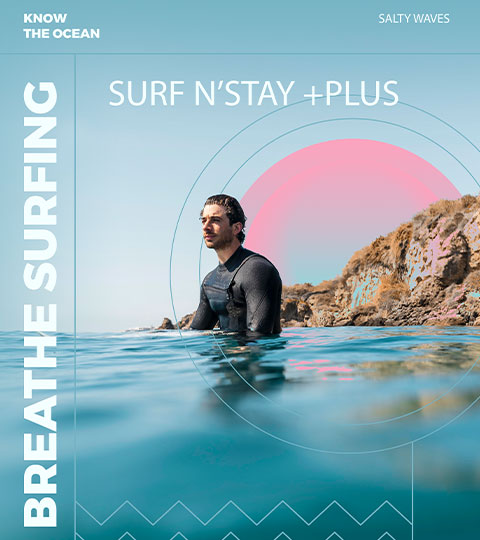 KNOW
THE OCEAN
SALTY WAVES
SURF N’STAY +PLUS
BREATHE SURFING